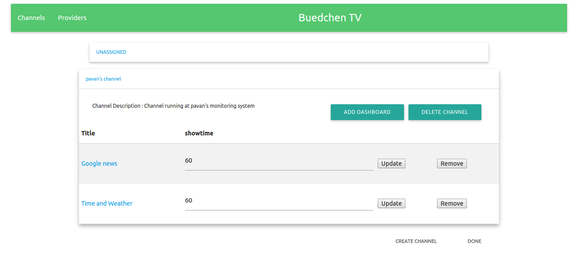 Channels Providers Buedchen TV
UNASSIGNED
pavan's channel
Channel Description : Channel running at pavan's monitoring system
ADD DASHBOARD DELETE CHANNEL
Title showtime
Google news 60 Update Remove
Time and Weather 60 Update Remove
CREATE CHANNEL DONE